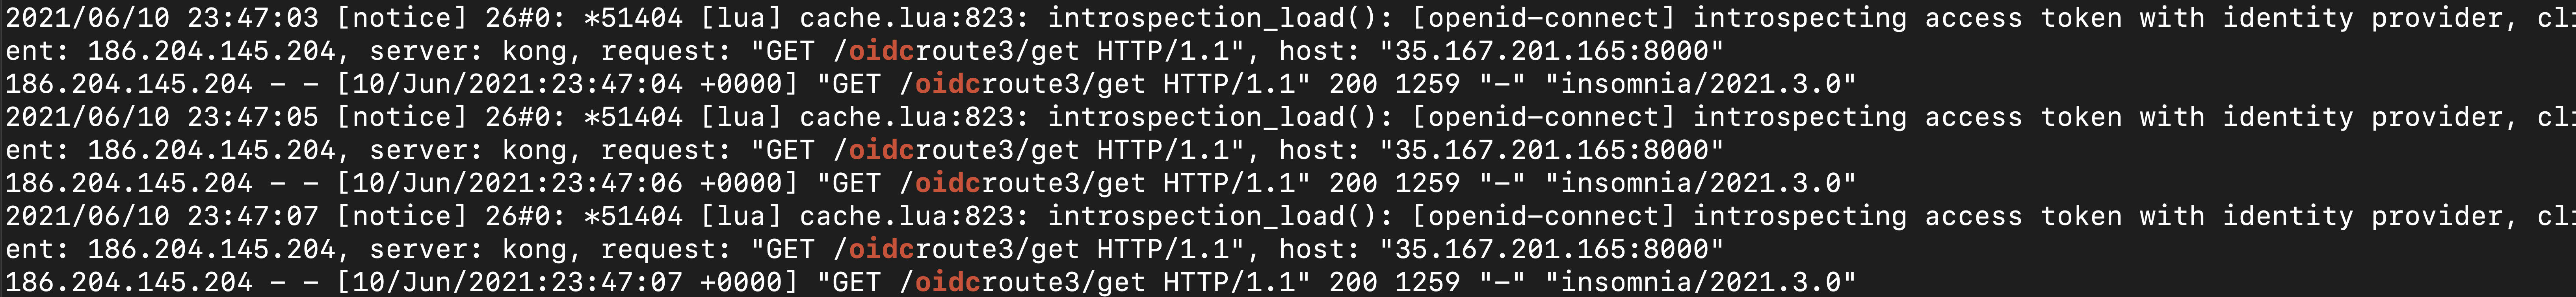 2021/06/10 23:47:03 [notice] 26#0: *51404 [lua] cache.lua:823: introspection_load(): [openid-connect] introspecting access token with identity provider, cli
ent: 186.204.145.204, server: kong, request: "GET /oidcroute3/get HTTP/1.1", host: "35.167.201.165:8000"
186.204.145.204 - - [10/Jun/2021:23:47:04 +0000] "GET /oidcroute3/get HTTP/1.1" 200 1259 "-" "insomnia/2021.3.0"
2021/06/10 23:47:05 [notice] 26#0: *51404 [lua] cache.lua:823: introspection_load(): [openid-connect] introspecting access token with identity provider, cli
ent: 186.204.145.204, server: kong, request: "GET /oidcroute3/get HTTP/1.1", host: "35.167.201.165:8000"
186.204.145.204 - - [10/Jun/2021:23:47:06 +0000] "GET /oidcroute3/get HTTP/1.1" 200 1259 "-" "insomnia/2021.3.0"
2021/06/10 23:47:07 [notice] 26#0: *51404 [lua] cache.lua:823: introspection_load(): [openid-connect] introspecting access token with identity provider, cli
ent: 186.204.145.204, server: kong, request: "GET /oidcroute3/get HTTP/1.1", host: "35.167.201.165:8000"
186.204.145.204 - - [10/Jun/2021:23:47:07 +0000] "GET /oidcroute3/get HTTP/1.1" 200 1259 "-" "insomnia/2021.3.0"